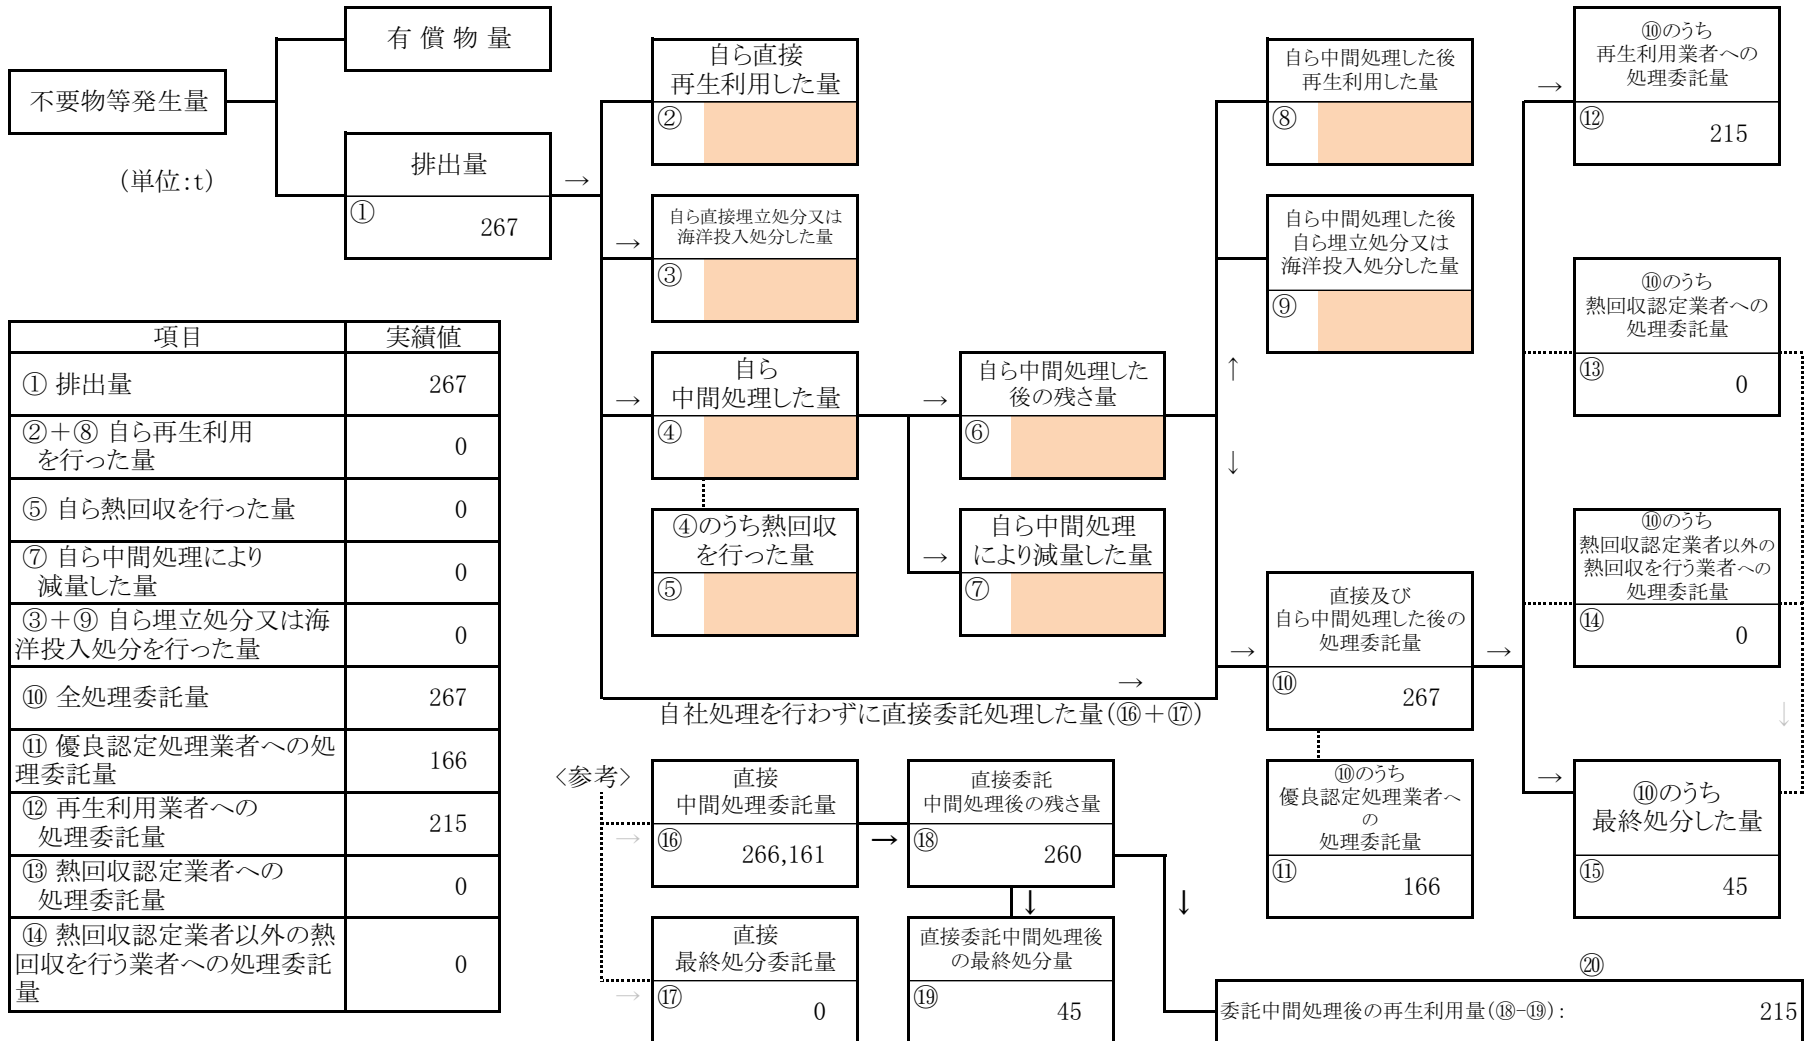 有 償 物 量
不要物等発生量
(単位:t)
排出量
①
267
→
自ら直接
再生利用した量
②
→
自ら直接埋立処分又は
海洋投入処分した量
③
→
自ら
中間処理した量
④
④のうち熱回収
を行った量
⑤
→
自ら中間処理した
後の残さ量
⑥
→
自ら中間処理
により減量した量
⑦
自ら中間処理した後
再生利用した量
⑧
自ら中間処理した後
自ら埋立処分又は
海洋投入処分した量
⑨
↑
↓
→
直接及び
自ら中間処理した後の
処理委託量
⑩
267
→
⑩のうち
優良認定処理業者へ
の
処理委託量
⑪
166
→
⑩のうち
再生利用業者への
処理委託量
⑫
215
⑩のうち
熱回収認定業者への
処理委託量
⑬
0
⑩のうち
熱回収認定業者以外の
熱回収を行う業者への
処理委託量
⑭
0
↓
→
⑩のうち
最終処分した量
⑮
45
→
自社処理を行わずに直接委託処理した量(⑯+⑰)
<参考>
→
直接
中間処理委託量
⑯
266,161
→
直接委託
中間処理後の残さ量
⑱
260
↓
↓
→
直接
最終処分委託量
⑰
0
直接委託中間処理後
の最終処分量
⑲
45
⑳
委託中間処理後の再生利用量(⑱-⑲): 215
項目 実績値
① 排出量 267
②+⑧ 自ら再生利用
を行った量 0
⑤ 自ら熱回収を行った量 0
⑦ 自ら中間処理により
減量した量 0
③+⑨ 自ら埋立処分又は海
洋投入処分を行った量 0
⑩ 全処理委託量 267
⑪ 優良認定処理業者への処
理委託量 166
⑫ 再生利用業者への
処理委託量 215
⑬ 熱回収認定業者への
処理委託量 0
⑭ 熱回収認定業者以外の熱
回収を行う業者への処理委託 0
量